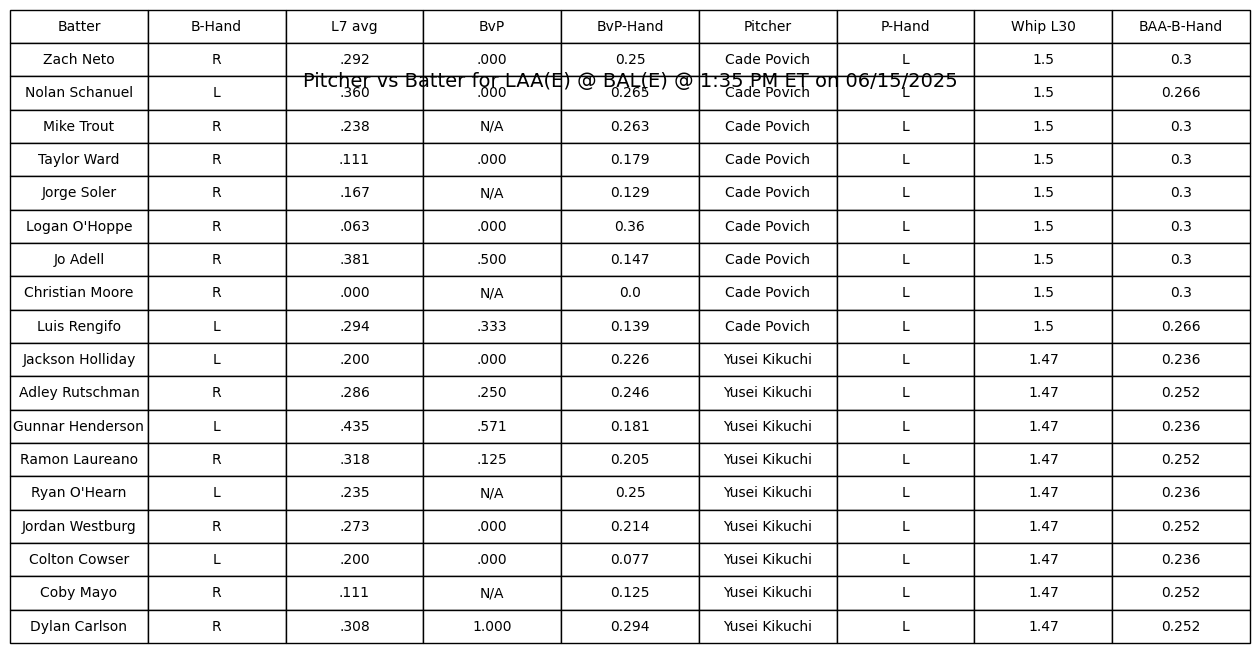 Batter B-Hand L7 avg BvP BvP-Hand Pitcher P-Hand Whip L30 BAA-B-Hand
Zach Neto R .292 .000 0.25 Cade Povich L 1.5 0.3
Pitcher vs Batter for LAA(E) @ BAL(E) @ 1:35 PM ET on 06/15/2025
Nolan Schanuel L .360 .000 0.265 Cade Povich L 1.5 0.266
Mike Trout R .238 N/A 0.263 Cade Povich L 1.5 0.3
Taylor Ward R .111 .000 0.179 Cade Povich L 1.5 0.3
Jorge Soler R .167 N/A 0.129 Cade Povich L 1.5 0.3
Logan O'Hoppe R .063 .000 0.36 Cade Povich L 1.5 0.3
Jo Adell R .381 .500 0.147 Cade Povich L 1.5 0.3
Christian Moore R .000 N/A 0.0 Cade Povich L 1.5 0.3
Luis Rengifo L .294 .333 0.139 Cade Povich L 1.5 0.266
Jackson Holliday L .200 .000 0.226 Yusei Kikuchi L 1.47 0.236
Adley Rutschman R .286 .250 0.246 Yusei Kikuchi L 1.47 0.252
Gunnar Henderson L .435 .571 0.181 Yusei Kikuchi L 1.47 0.236
Ramon Laureano R .318 .125 0.205 Yusei Kikuchi L 1.47 0.252
Ryan O'Hearn L .235 N/A 0.25 Yusei Kikuchi L 1.47 0.236
Jordan Westburg R .273 .000 0.214 Yusei Kikuchi L 1.47 0.252
Colton Cowser L .200 .000 0.077 Yusei Kikuchi L 1.47 0.236
Coby Mayo R .111 N/A 0.125 Yusei Kikuchi L 1.47 0.252
Dylan Carlson R .308 1.000 0.294 Yusei Kikuchi L 1.47 0.252